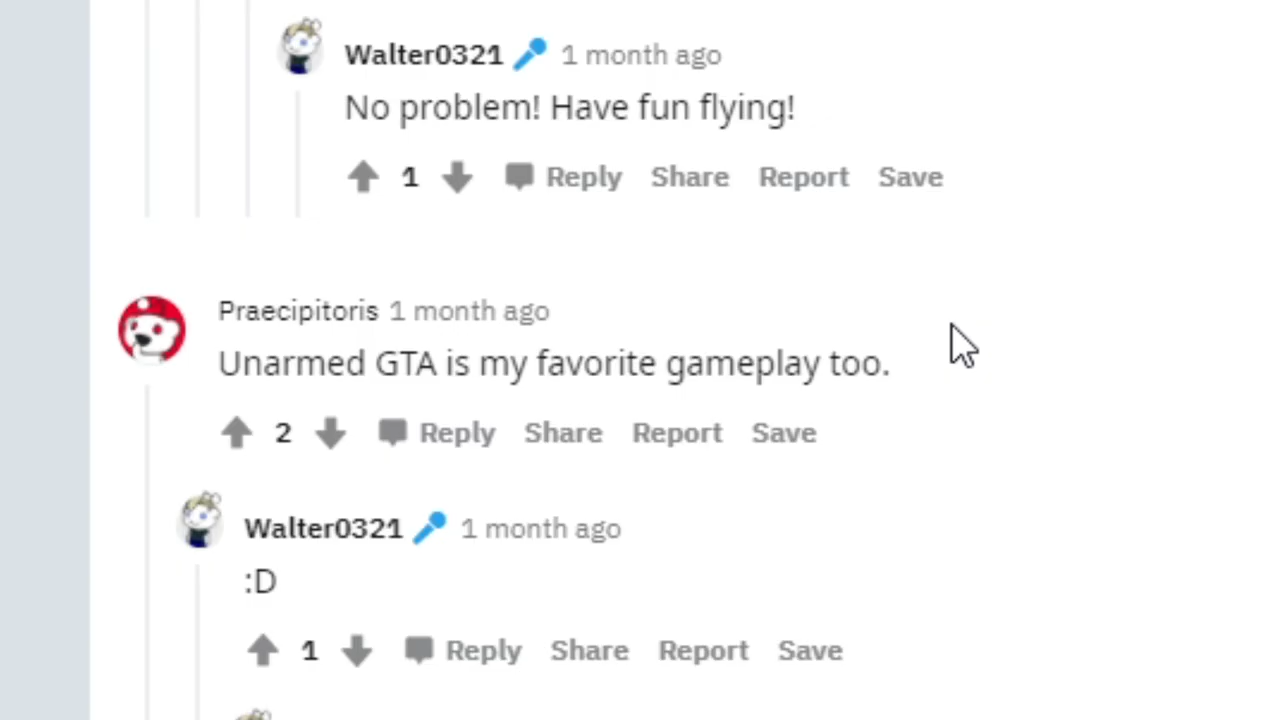 Walter0321 1 month ago
No problem! Have fun flying!
1 Reply Share Report Save
Praecipitoris 1 month ago
Unarmed GTA is my favorite gameplay too.
2 Reply Share Report Save
Walter0321 1 month ago
:D
1 Reply Share Report Save